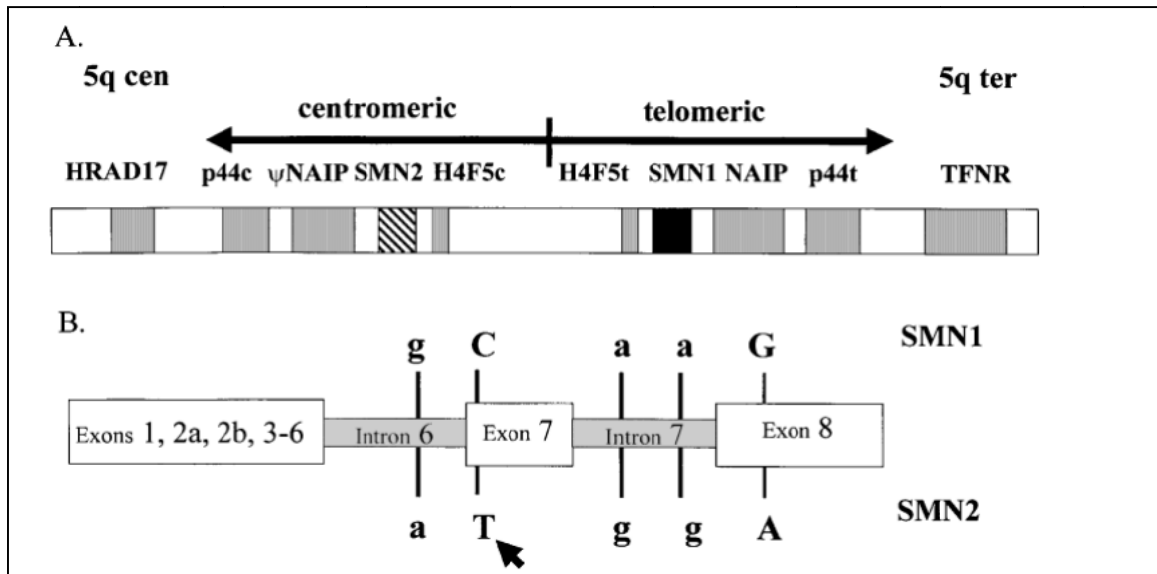 A.
5q cen 5q ter
centromeric telomeric
HRAD17 p44c ψNAIP SMN2 H4F5c H4F5t SMN1 NAIP p44t TFNR
B.
g C a a G SMN1
Exons 1, 2a, 2b, 3-6 Intron 6 Exon 7 Intron 7 Exon 8
a T g g A SMN2